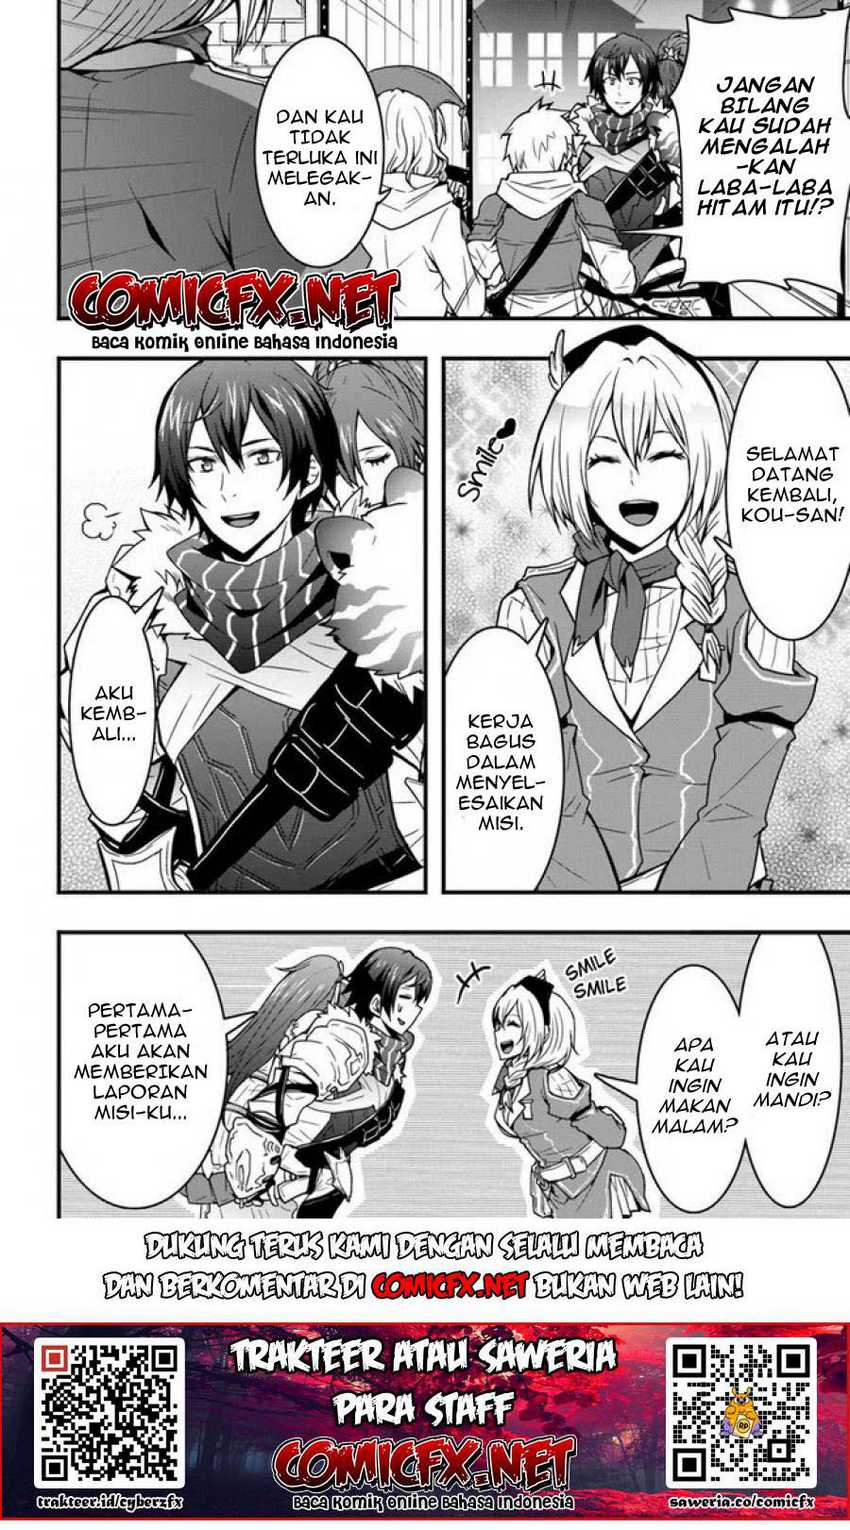 JANGAN
BILANG
KAU SUDAH
MENGALAH
-KAN
LABA-LABA
HITAM ITU!?
DAN KAU
TIDAK
TERLUKA INI
MELEGAK-
AN.
COMICFX.NET
Baca Komik Online Bahasa Indonesia
SELAMAT
DATANG
KEMBALI,
KOU-SAN!
Smile
KERJA
BAGUS
DALAM
MENYEL-
ESAIKAN
MISI.
AKU
KEMB-
ALI...
ATAU
KAU
INGIN
MANDI?
APA
KAU
INGIN
MAKAN
MALAM?
SMILE
SMILE
PERTAMA-
PERTAMA
AKU AKAN
MEMBERIKAN
LAPORAN
MISI-KU...
DUKUNG TERUS KAMI DENGAN SELALU MEMBACA
DAN BERKOMENTAR DI COMICFX.NET BUKAN WEB LAIN!
TRAKTEER ATAU SAWERIA
PARA STAFF
COMICFX.NET
Baca Komik Online Bahasa Indonesia
trakteer.id/cyberzfx
RP
saweria.co/comicfx